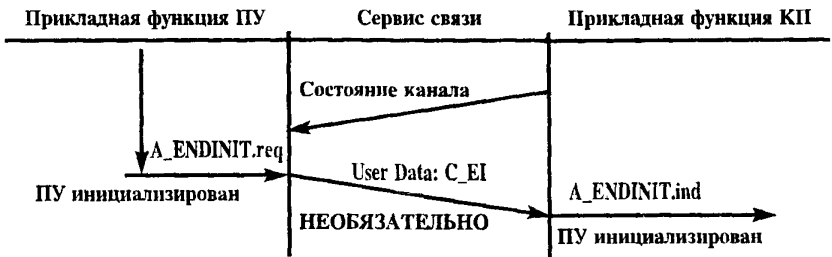 Прикладная функция ПУ Сервис связи Прикладная функция КП
Состояние канала
A_ENDINIT.req
User Data: C_EI
ПУ инициализирован
A_ENDINIT.ind
НЕОБЯЗАТЕЛЬНО
ПУ инициализирован